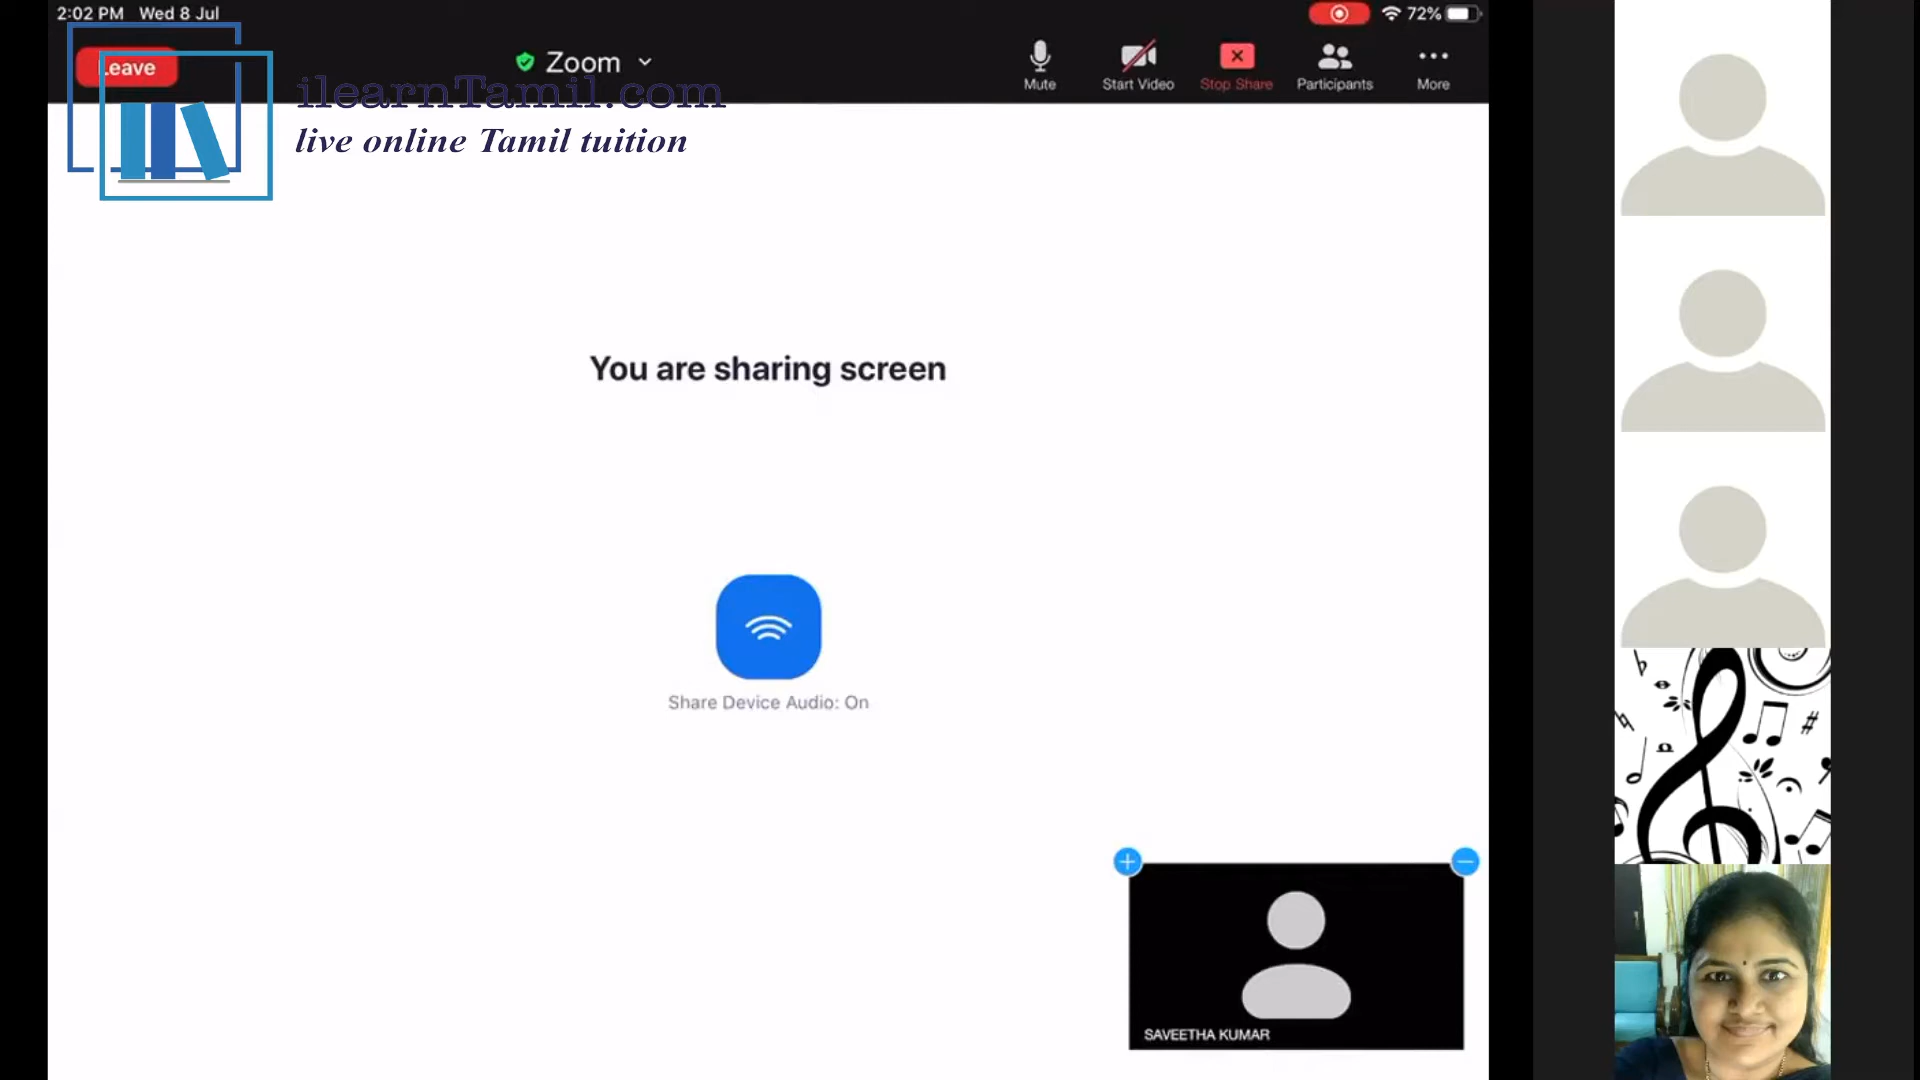 2:02 PM Wed 8 Jul
72%
Leave
Zoom
Mute
Start Video
Stop Share
Participants
More
ilearnTamil.com
live online Tamil tuition
You are sharing screen
Share Device Audio: On
SAVEETHA KUMAR